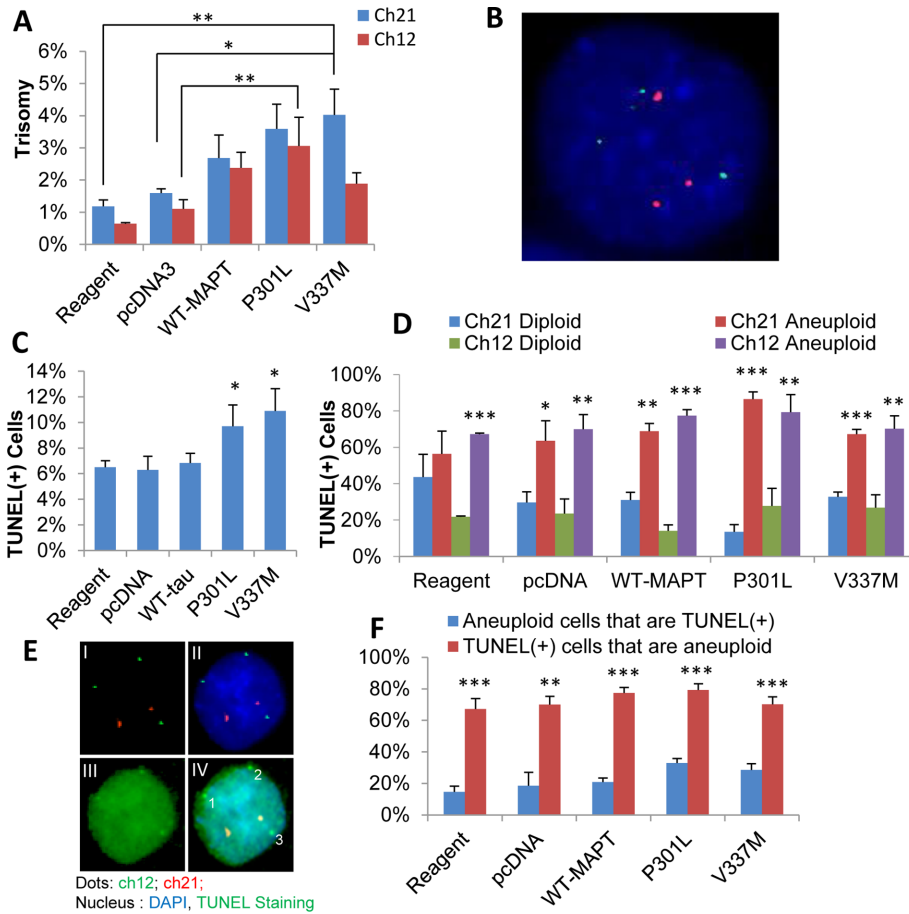 A
Ch21
Ch12
**
*
**
6%
5%
4%
3%
2%
1%
0%
Trisomy
Reagent
pcDNA3
WT-MAPT
P301L
V337M
B
C
14%
12%
10%
8%
6%
4%
2%
0%
TUNEL(+) Cells
*
*
Reagent
pcDNA
WT-tau
P301L
V337M
D
Ch21 Diploid
Ch21 Aneuploid
Ch12 Diploid
Ch12 Aneuploid
100%
80%
60%
40%
20%
0%
TUNEL(+) Cells
***
*
**
**
***
***
**
***
**
Reagent
pcDNA
WT-MAPT
P301L
V337M
E
I
II
III
IV
1
2
3
Dots: ch12; ch21;
Nucleus : DAPI, TUNEL Staining
F
Aneuploid cells that are TUNEL(+)
TUNEL(+) cells that are aneuploid
100%
80%
60%
40%
20%
0%
***
**
***
***
***
Reagent
pcDNA
WT-MAPT
P301L
V337M